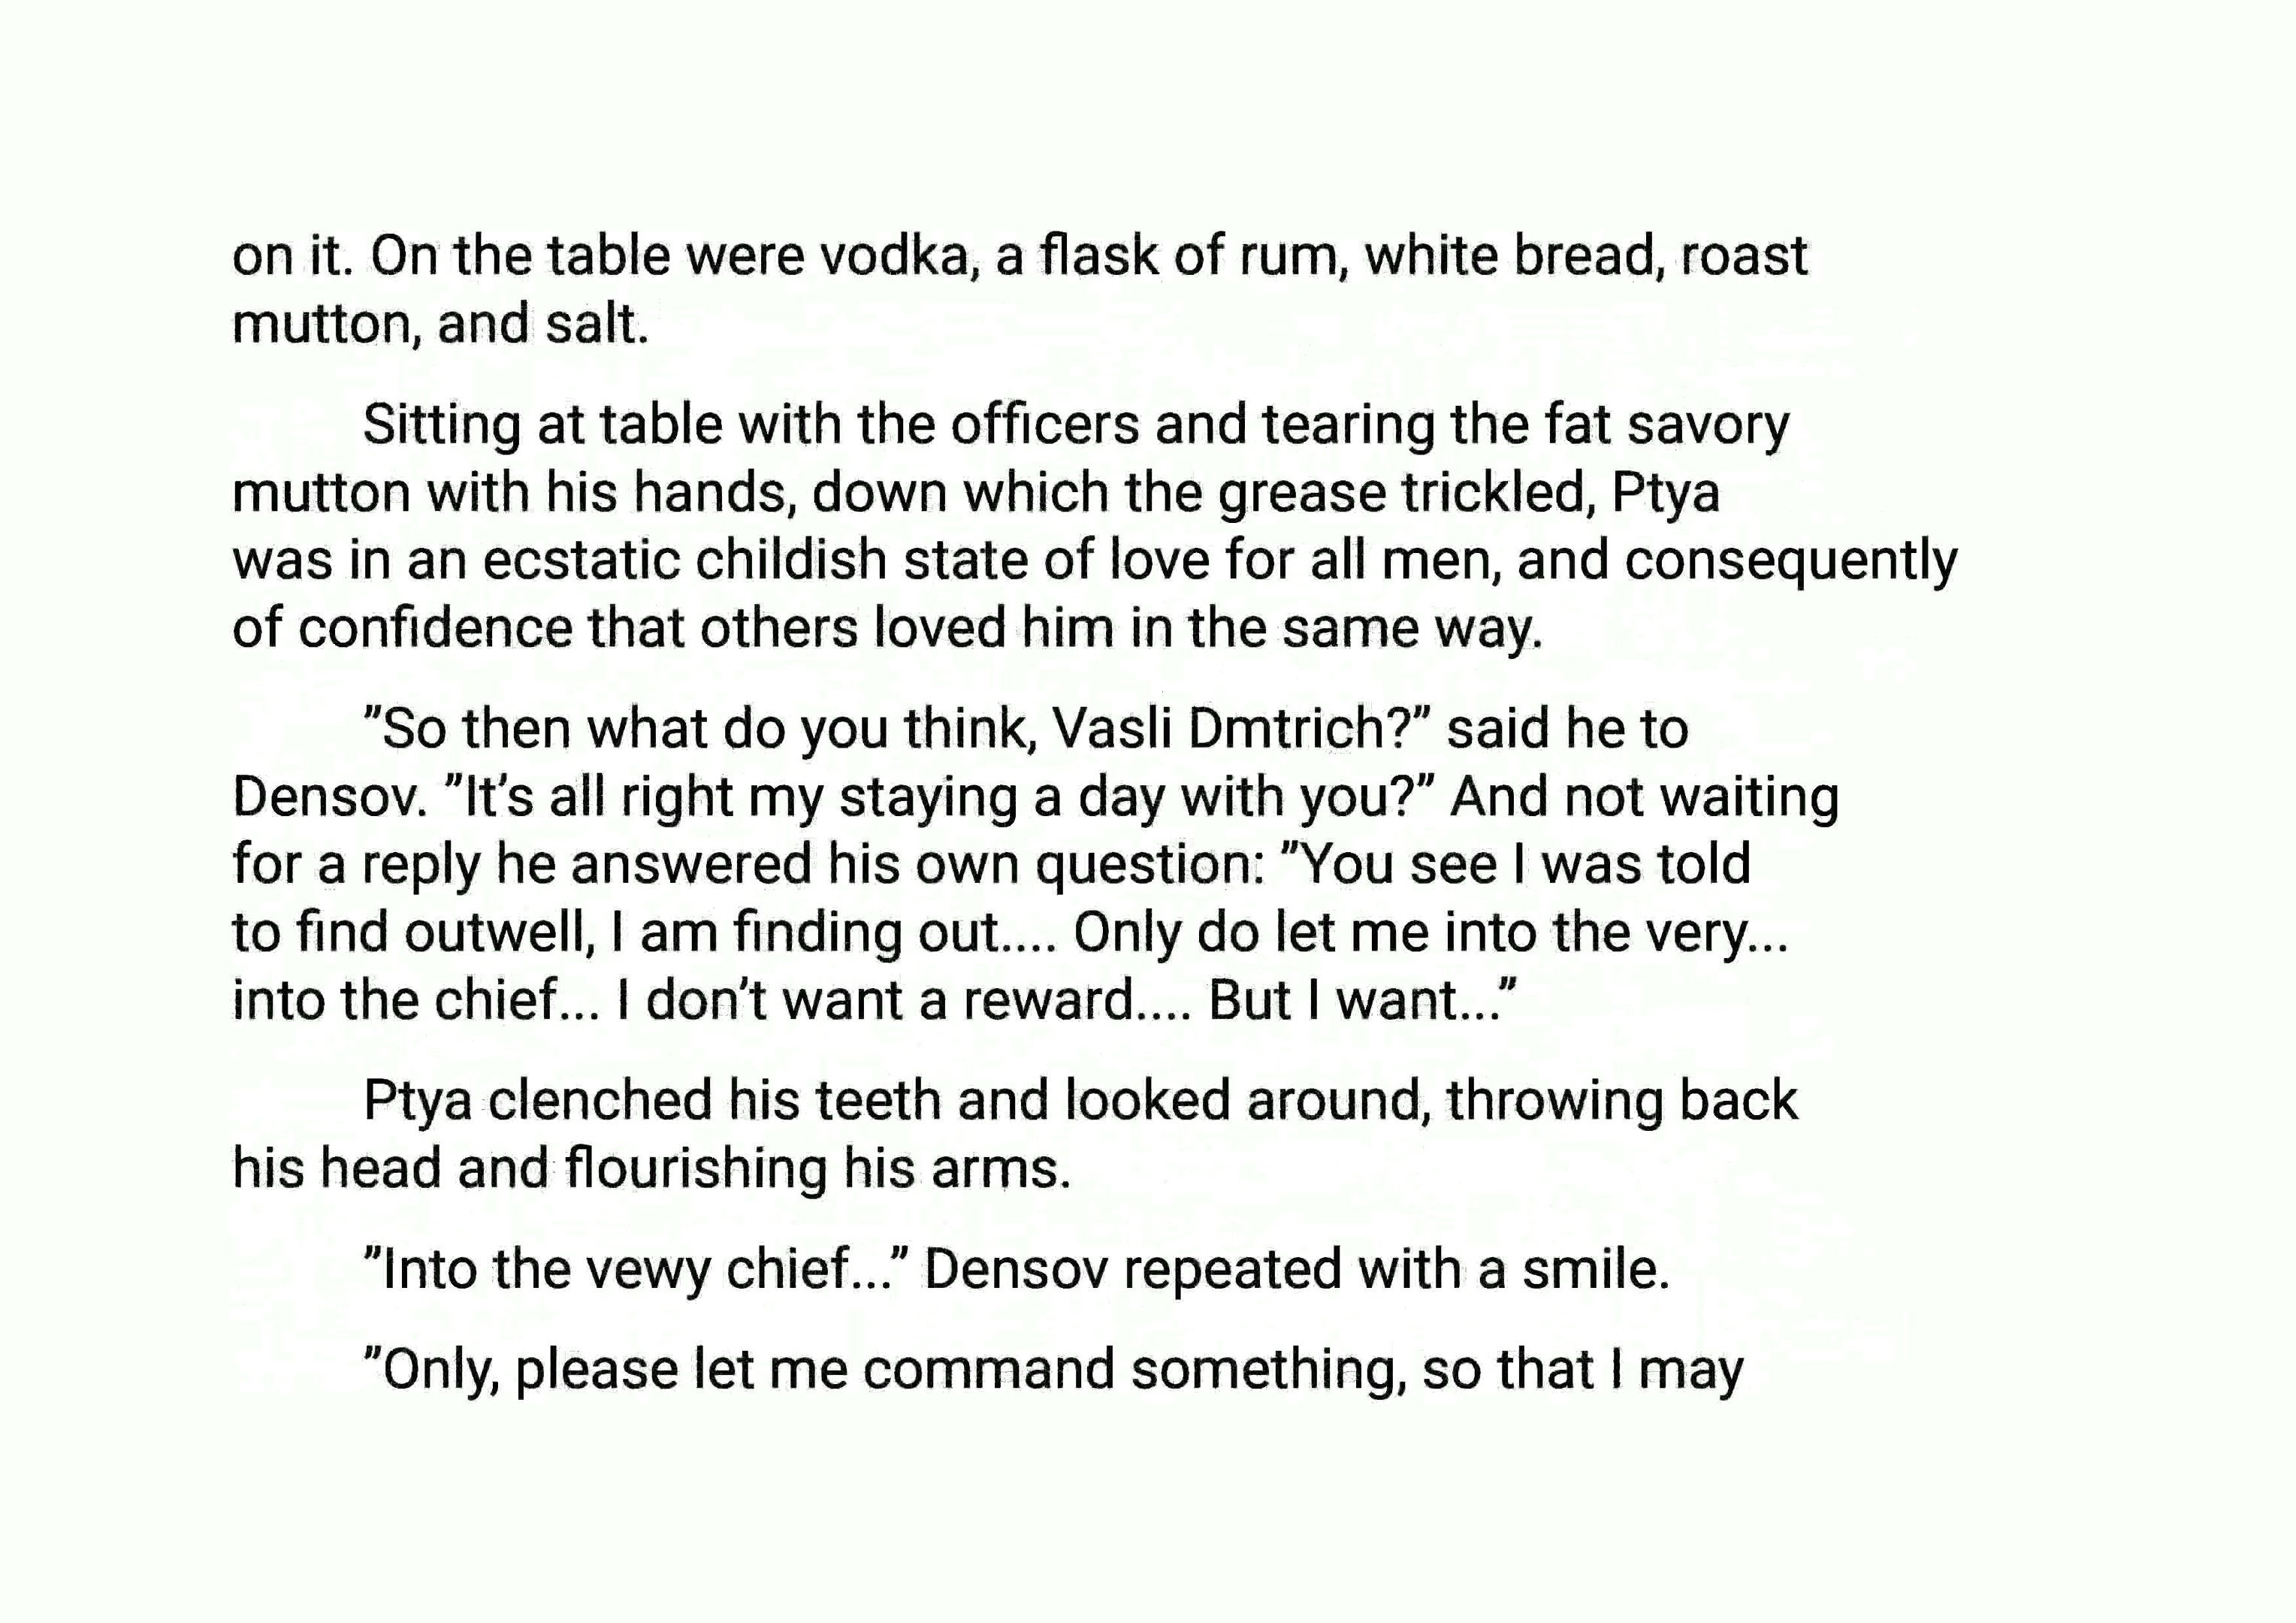 on it. On the table were vodka, a flask of rum, white bread, roast
mutton, and salt.
Sitting at table with the officers and tearing the fat savory
mutton with his hands, down which the grease trickled, Ptya
was in an ecstatic childish state of love for all men, and consequently
of confidence that others loved him in the same way.
”So then what do you think, Vasli Dmtrich?” said he to
Densov. ”It’s all right my staying a day with you?” And not waiting
for a reply he answered his own question: ”You see I was told
to find outwell, I am finding out.... Only do let me into the very...
into the chief... I don’t want a reward.... But I want...”
Ptya clenched his teeth and looked around, throwing back
his head and flourishing his arms.
”Into the vewy chief...” Densov repeated with a smile.
”Only, please let me command something, so that I may